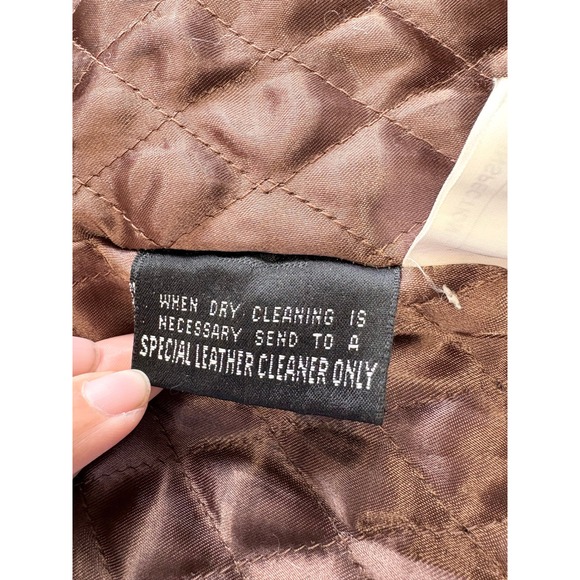 WHEN DRY CLEANING IS
NECESSARY SEND TO A
SPECIAL LEATHER CLEANER ONLY